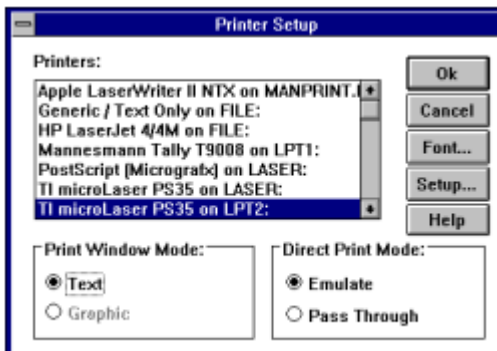 Printer Setup
Printers:
Apple LaserWriter II NTX on MANPRINT.
Generic / Text Only on FILE:
HP LaserJet 4/4M on FILE:
Mannesmann Tally T9008 on LPT1:
PostScript (Micrografx) on LASER:
TI microLaser PS35 on LASER:
TI microLaser PS35 on LPT2:
Ok
Cancel
Font...
Setup...
Help
Print Window Mode:
Text
Graphic
Direct Print Mode:
Emulate
Pass Through